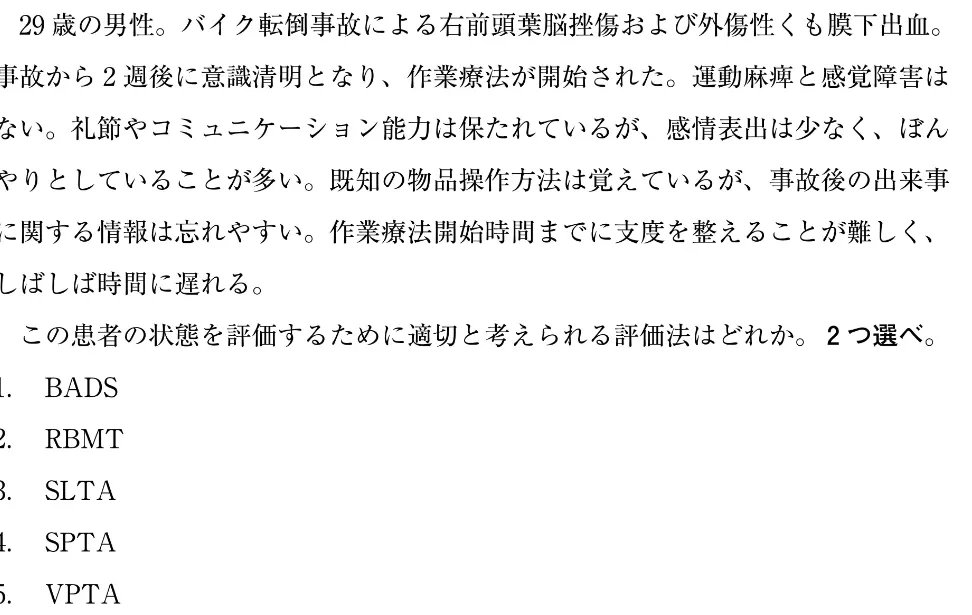 29歳の男性。バイク転倒事故による右前頭葉脳挫傷および外傷性くも膜下出血。
事故から2週後に意識清明となり、作業療法が開始された。運動麻痺と感覚障害は
ない。礼節やコミュニケーション能力は保たれているが、感情表出は少なく、ぼん
やりとしていることが多い。既知の物品操作方法は覚えているが、事故後の出来事
に関する情報は忘れやすい。作業療法開始時間までに支度を整えることが難しく、
しばしば時間に遅れる。
この患者の状態を評価するために適切と考えられる評価法はどれか。2つ選べ。
1. BADS
2. RBMT
3. SLTA
4. SPTA
5. VPTA